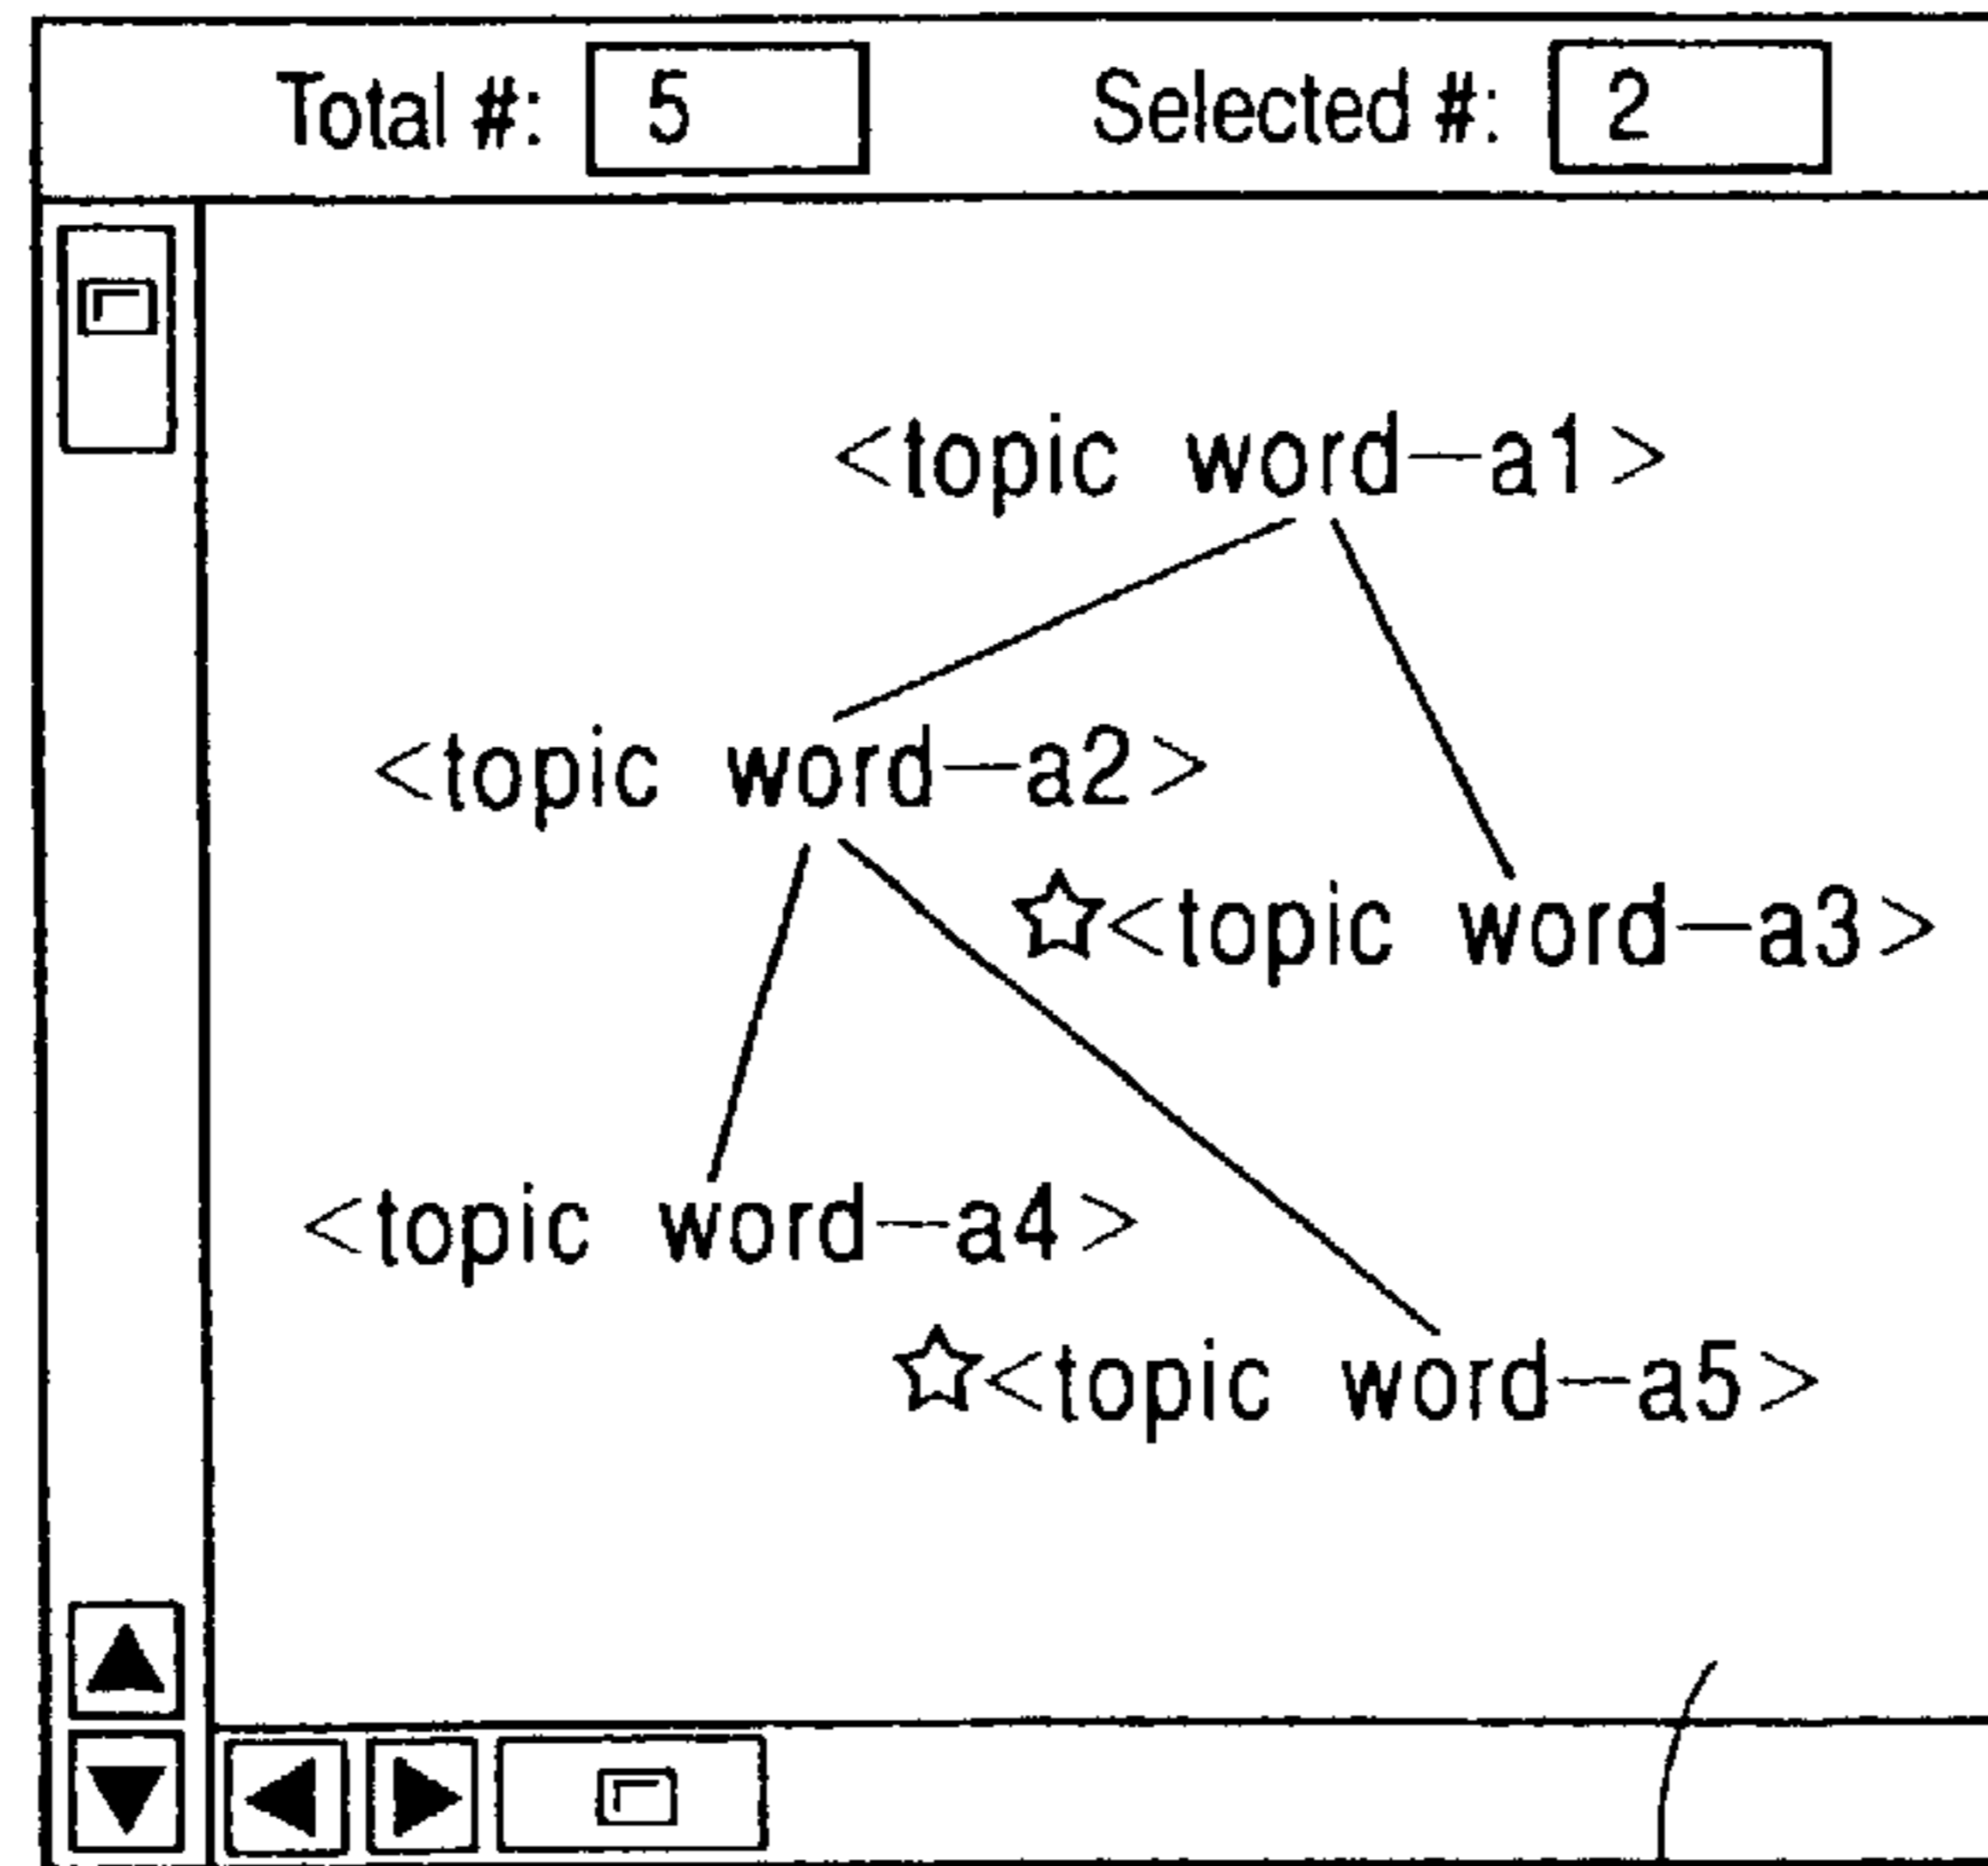 Total #: 5 Selected #: 2
<topic word—a1>
<topic word—a2>
☆<topic word—a3>
<topic word—a4>
☆<topic word—a5>